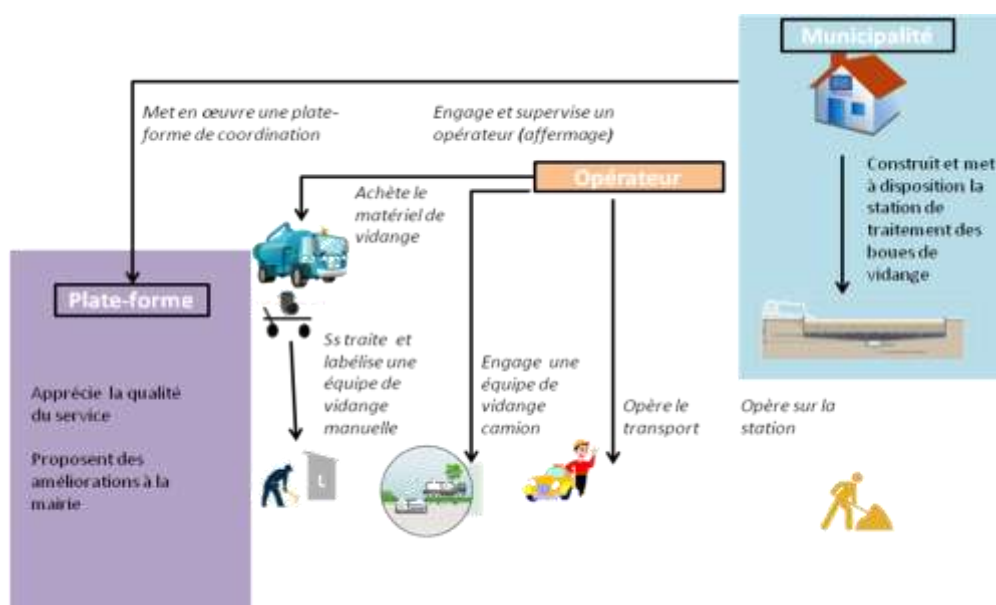 Municipalité
Met en œuvre une plate-
forme de coordination
Engage et supervise un
opérateur (affermage)
Opérateur
Construit et met
à disposition la
station de
traitement des
boues de
vidange
Achète le
matériel de
vidange
Plate-forme
Apprécie la qualité
du service
Proposent des
améliorations à la
mairie
Ss traite et
labélise une
équipe de
vidange
manuelle
Engage une
équipe de
vidange
camion
Opère le
transport
Opère sur la
station
L